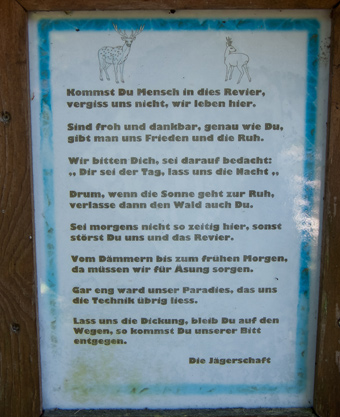 Kommst Du Mensch in dies Revier,
vergiss uns nicht, wir leben hier.
Sind froh und dankbar, genau wie Du,
gibt man uns Frieden und die Ruh.
Wir bitten Dich, sei darauf bedacht:
,, Dir sei der Tag, lass uns die Nacht ,,
Drum, wenn die Sonne geht zur Ruh,
verlasse dann den Wald auch Du.
Sei morgens nicht so zeitig hier, sonst
störst Du uns und das Revier.
Vom Dämmern bis zum frühen Morgen,
da müssen wir für Äsung sorgen.
Gar eng ward unser Paradies, das uns
die Technik übrig liess.
Lass uns die Dickung, bleib Du auf den
Wegen, so kommst Du unserer Bitt
entgegen.
Die Jägerschaft